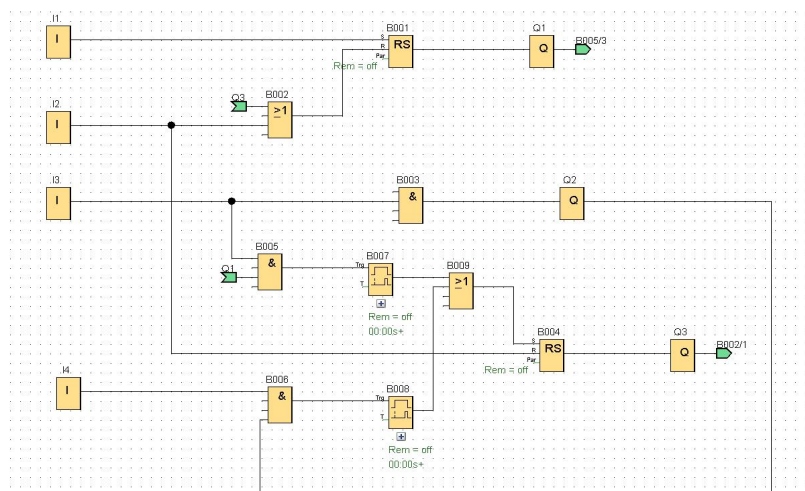 I1
B001
Q1
I
S
R
Par
RS
Q
B005/3
Rem = off
Q3
B002
≥1
I2
I
I3
I
B003
&
Q2
Q
B005
&
Q1
B007
Trg
T
B009
≥1
Rem = off
00:00s+
B004
S
R
Par
RS
Q3
Q
B002/1
Rem = off
I4
I
B006
&
B008
Trg
T
Rem = off
00:00s+